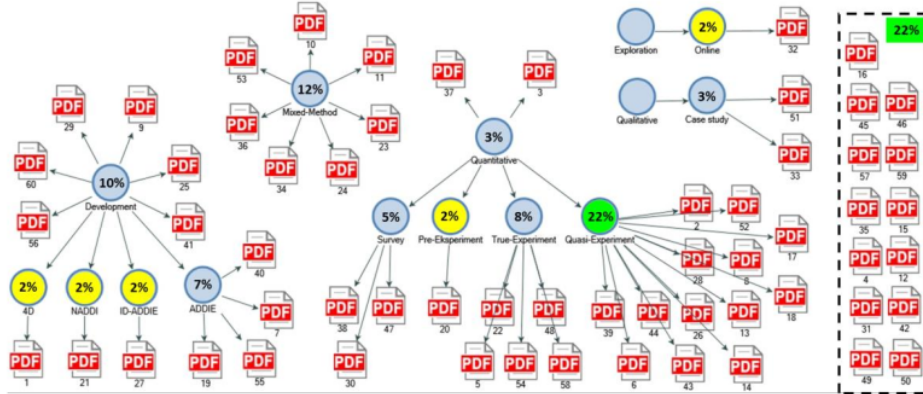 PDF
10
PDF
53
PDF
11
12%
Mixed-Method
PDF
36
PDF
34
PDF
24
PDF
23
PDF
29
PDF
9
PDF
60
PDF
25
10%
Development
PDF
56
PDF
41
2%
4D
2%
NADDI
2%
ID-ADDIE
7%
ADDIE
PDF
40
PDF
7
PDF
1
PDF
21
PDF
27
PDF
19
PDF
55
PDF
37
PDF
3
3%
Quantitative
5%
Survey
2%
Pre-Eksperiment
8%
True-Experiment
22%
Quasi-Experiment
PDF
38
PDF
47
PDF
30
PDF
20
PDF
22
PDF
48
PDF
5
PDF
54
PDF
58
PDF
2
PDF
52
PDF
17
PDF
28
PDF
8
PDF
18
PDF
39
PDF
44
PDF
26
PDF
13
PDF
6
PDF
43
PDF
14
Exploration
2%
Online
PDF
32
Qualitative
3%
Case study
PDF
51
PDF
33
22%
PDF
16
PDF
45
PDF
46
PDF
57
PDF
59
PDF
35
PDF
15
PDF
4
PDF
12
PDF
31
PDF
42
PDF
49
PDF
50